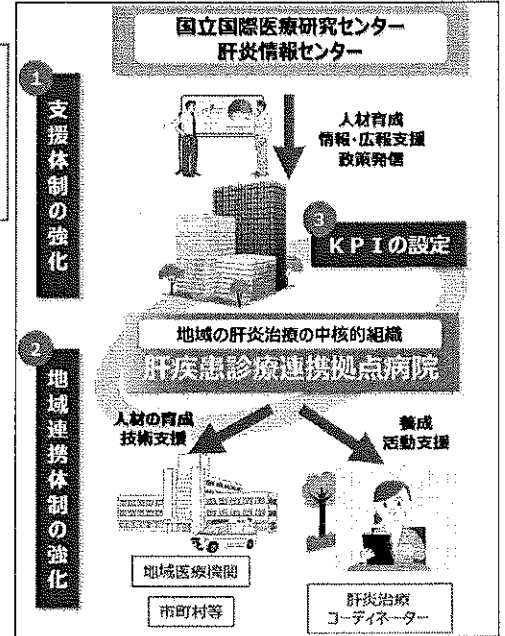 国立国際医療研究センター
肝炎情報センター
1
支援体制の強化
人材育成
情報・広報支援
政策発信
3
KPIの設定
地域の肝炎治療の中核的組織
肝疾患診療連携拠点病院
2
地域連携体制の強化
人材の育成
技術支援
養成
活動支援
地域医療機関
市町村等
肝炎治療
コーディネーター